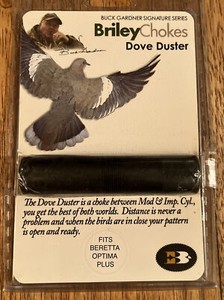 BUCK GARDNER SIGNATURE SERIES
BrileyChokes
Dove Duster
The Dove Duster is a choke between Mod & Imp. Cyl.,
you get the best of both worlds. Distance is never a
problem and when the birds are in close your pattern
is open and ready.
FITS
BERETTA
OPTIMA
PLUS